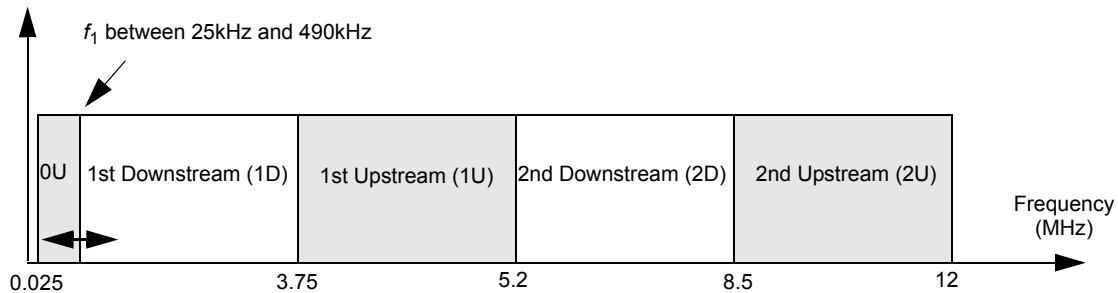 f1 between 25kHz and 490kHz
0U
1st Downstream (1D)
1st Upstream (1U)
2nd Downstream (2D)
2nd Upstream (2U)
Frequency
(MHz)
0.025
3.75
5.2
8.5
12